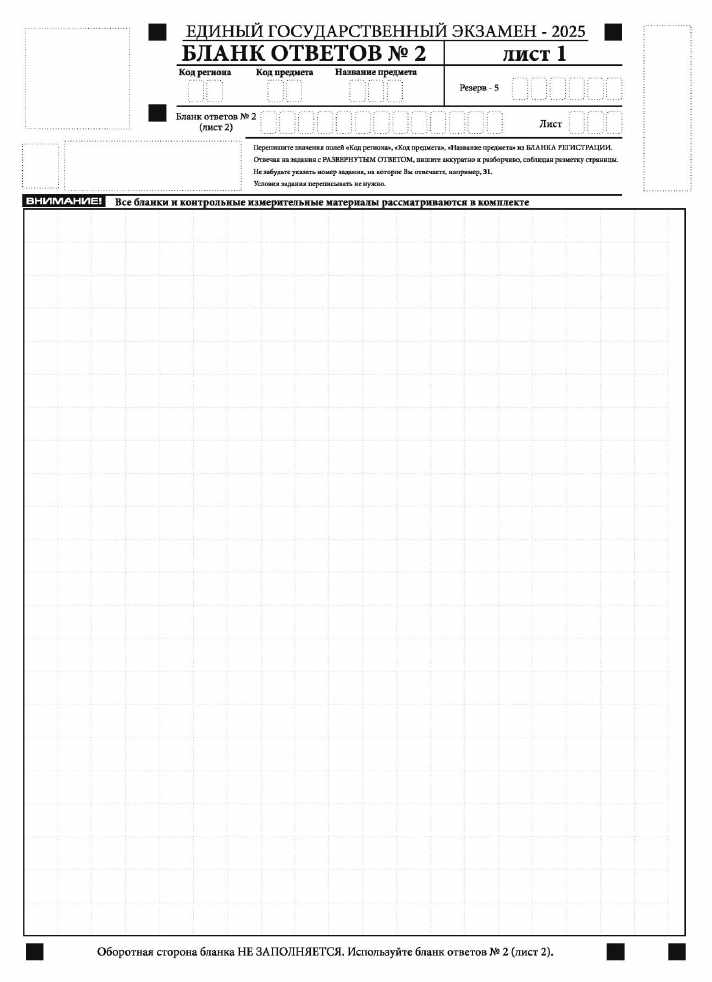 ЕДИНЫЙ ГОСУДАРСТВЕННЫЙ ЭКЗАМЕН - 2025
БЛАНК ОТВЕТОВ № 2
лист 1
Код региона
Код предмета
Название предмета
Резерв - 5
Бланк ответов № 2
(лист 2)
Лист
Перепишите значения полей «Код региона», «Код предмета», «Название предмета» из БЛАНКА РЕГИСТРАЦИИ.
Отвечая на задания с РАЗВЕРНУТЫМ ОТВЕТОМ, пишите аккуратно и разборчиво, соблюдая разметку страницы.
Не забудьте указать номер задания, на которое Вы отвечаете, например, 31.
Условия задания переписывать не нужно.
ВНИМАНИЕ! Все бланки и контрольные измерительные материалы рассматриваются в комплекте
Оборотная сторона бланка НЕ ЗАПОЛНЯЕТСЯ. Используйте бланк ответов № 2 (лист 2).